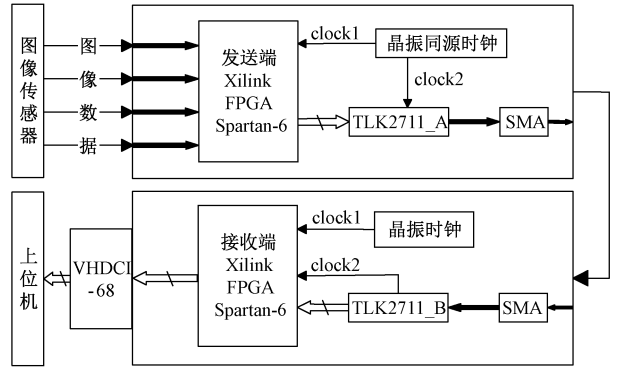 图像传感器
图
像
数
据
发送端
Xilink
FPGA
Spartan-6
clock1
晶振同源时钟
clock2
TLK2711_A
SMA
上位机
VHDCI
-68
接收端
Xilink
FPGA
Spartan-6
clock1
晶振时钟
clock2
TLK2711_B
SMA